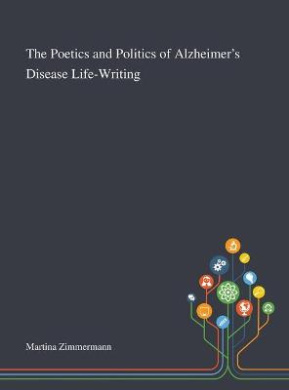 The Poetics and Politics of Alzheimer's
Disease Life-Writing
Martina Zimmermann